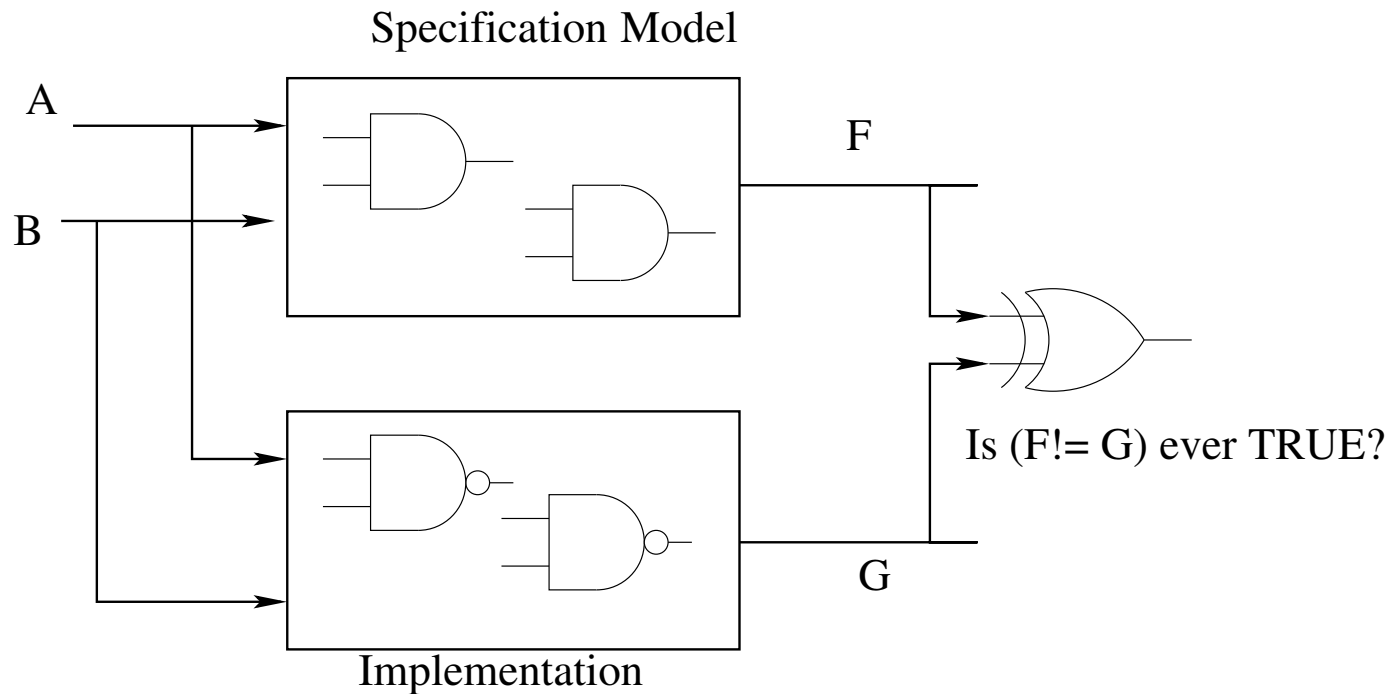 Specification Model
A
F
B
Is (F!= G) ever TRUE?
G
Implementation